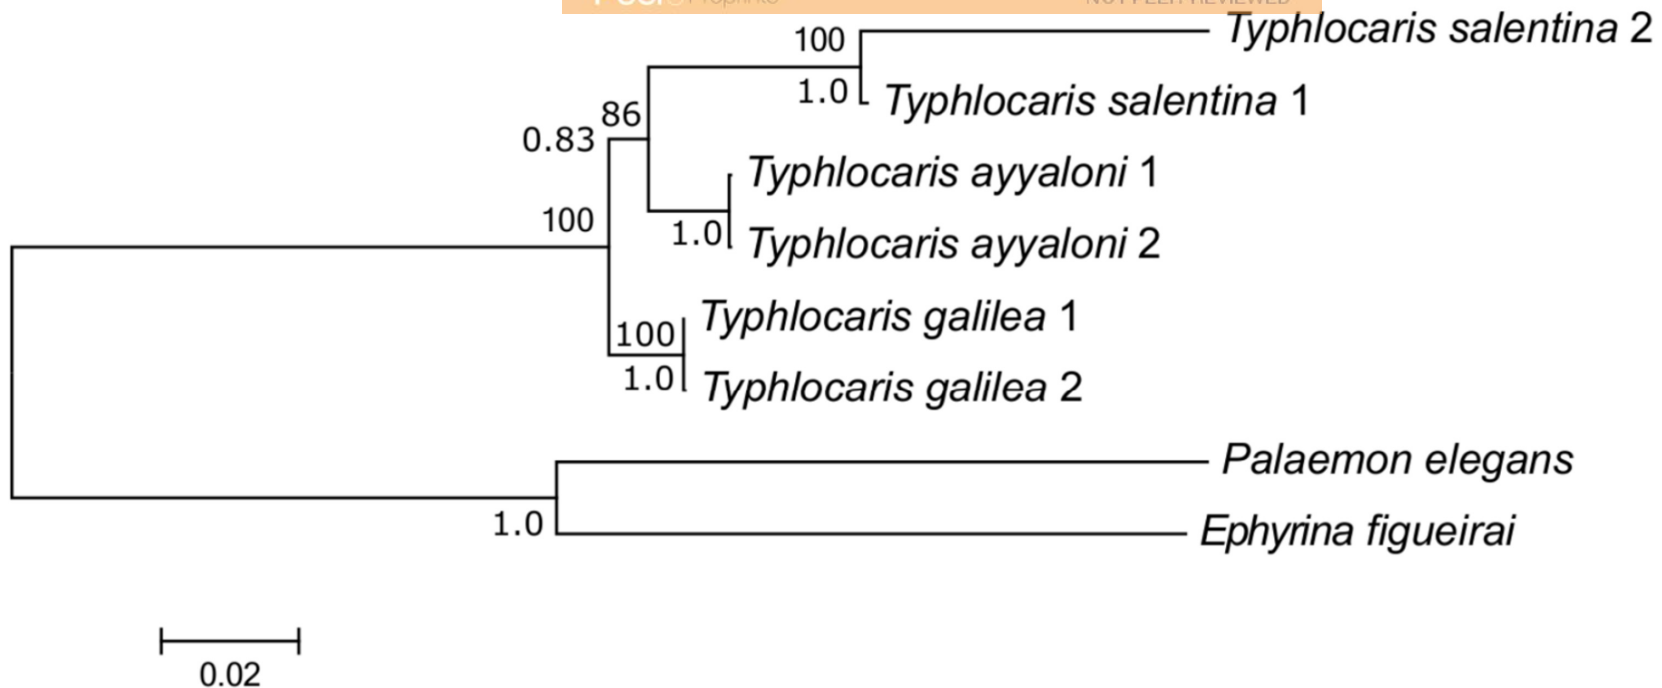 Typhlocaris salentina 2
100
1.0
Typhlocaris salentina 1
86
0.83
Typhlocaris ayyaloni 1
100
1.0
Typhlocaris ayyaloni 2
Typhlocaris galilea 1
100
1.0
Typhlocaris galilea 2
Palaemon elegans
1.0
Ephyrina figueirai
0.02